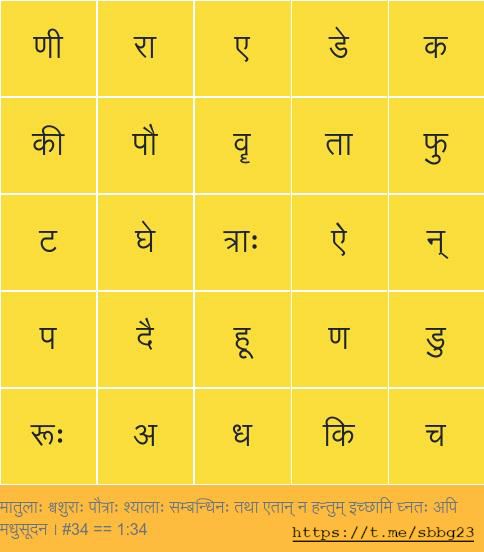 णी रा ए डे क
की पौ वृ ता फु
ट घे त्राः ऐ न्
प दै हू ण डु
रूः अ ध कि च
मातुलाः श्वशुराः पौत्राः श्यालाः सम्बन्धिनः तथा एतान् न हन्तुम् इच्छामि घ्नतः अपि
मधुसूदन । #34 == 1:34
https://t.me/sbbg23